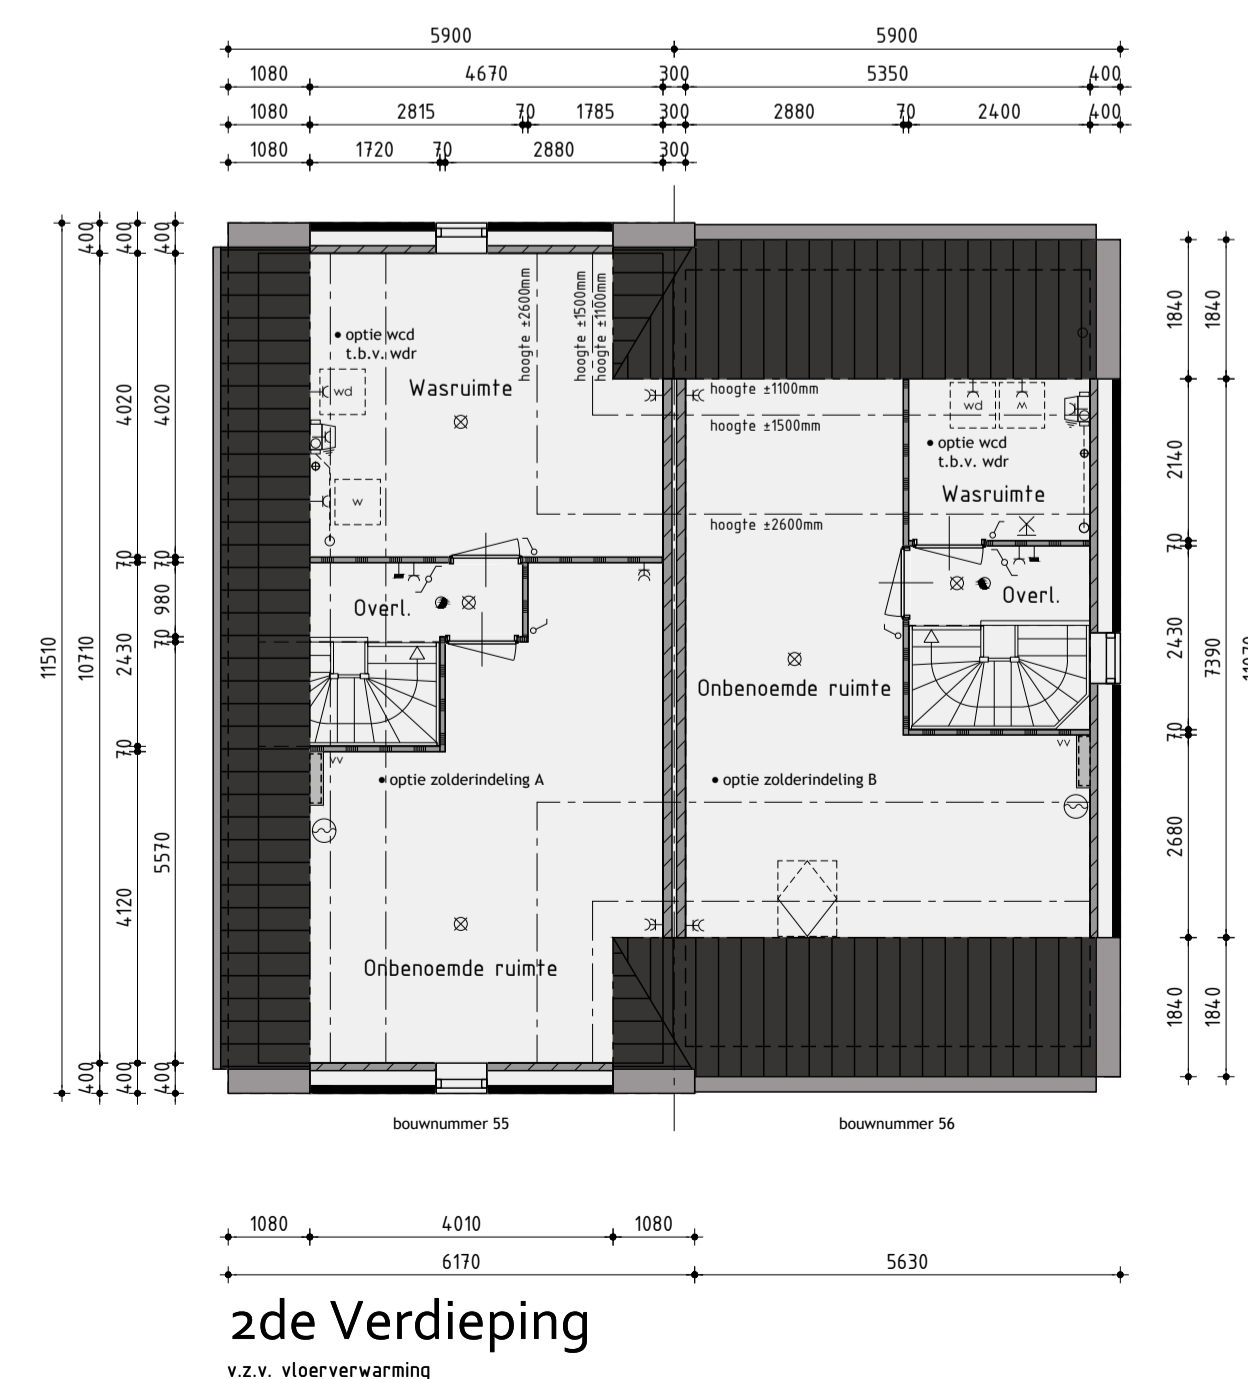 5900 5900
1080 4670 300 5350 400
1080 2815 70 1785 300 2880 70 2400 400
1080 1720 70 2880 300
400 400 400
hoogte ±2600mm
hoogte ±1500mm
hoogte ±1100mm
1840 1840
optie wcd
t.b.v. wdr
wd
Wasruimte
hoogte ±1100mm
hoogte ±1500mm
wd
optie wcd
t.b.v. wdr
Wasruimte
4020 4020
2140
w
hoogte ±2600mm
70 70
70
Overl.
Overl.
980
70
11510 10710 2430
2430 7390
Onbenoemde ruimte
70
70
vv
vv
optie zolderindeling A
optie zolderindeling B
5570
4120
2680
Onbenoemde ruimte
1840 1840
400 400 400
bouwnummer 55
bouwnummer 56
1080 4010 1080
6170 5630
2de Verdieping
v.z.v. vloerverwarming